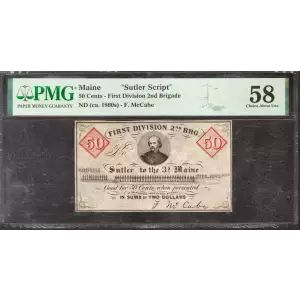 PMG
PAPER MONEY GUARANTY
Maine "Sutler Script"
50 Cents - First Division 2nd Brigade
ND (ca. 1860s) - F. McCabe
58
Choice About Unc
FIRST DIVISION 2ND BRG.
50
50
Sutler to the 3d Maine
Good for 50 Cents when presented
IN SUMS OF TWO DOLLARS
F McCabe